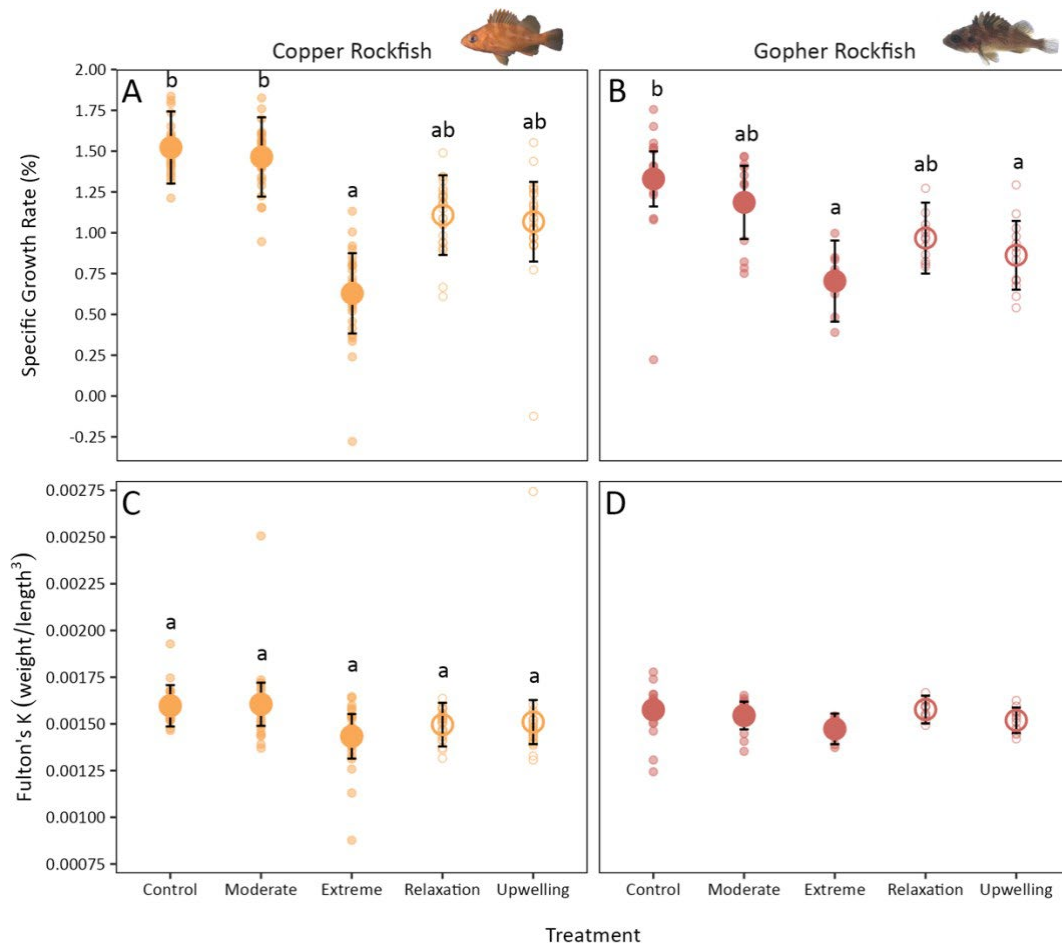 Copper Rockfish
Gopher Rockfish
A
b
b
a
ab
ab
B
b
ab
a
ab
a
2.00
1.75
1.50
1.25
1.00
0.75
0.50
0.25
0.00
-0.25
Specific Growth Rate (%)
C
a
a
a
a
a
D
0.00275
0.00250
0.00225
0.00200
0.00175
0.00150
0.00125
0.00100
0.00075
Fulton's K (weight/length³)
Control Moderate Extreme Relaxation Upwelling
Control Moderate Extreme Relaxation Upwelling
Treatment